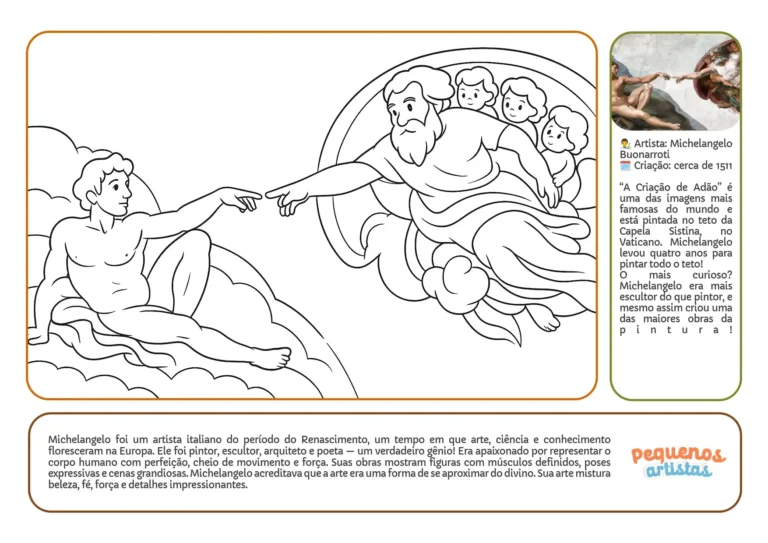 Artista: Michelangelo
Buonarroti
Criação: cerca de 1511
“A Criação de Adão” é
uma das imagens mais
famosas do mundo e
está pintada no teto da
Capela Sistina, no
Vaticano. Michelangelo
levou quatro anos para
pintar todo o teto!
O mais curioso?
Michelangelo era mais
escultor do que pintor, e
mesmo assim criou uma
das maiores obras da
pintura!
Michelangelo foi um artista italiano do período do Renascimento, um tempo em que arte, ciência e conhecimento
floresceram na Europa. Ele foi pintor, escultor, arquiteto e poeta — um verdadeiro gênio! Era apaixonado por representar o
corpo humano com perfeição, cheio de movimento e força. Suas obras mostram figuras com músculos definidos, poses
expressivas e cenas grandiosas. Michelangelo acreditava que a arte era uma forma de se aproximar do divino. Sua arte mistura
beleza, fé, força e detalhes impressionantes.
pequenos
artistas